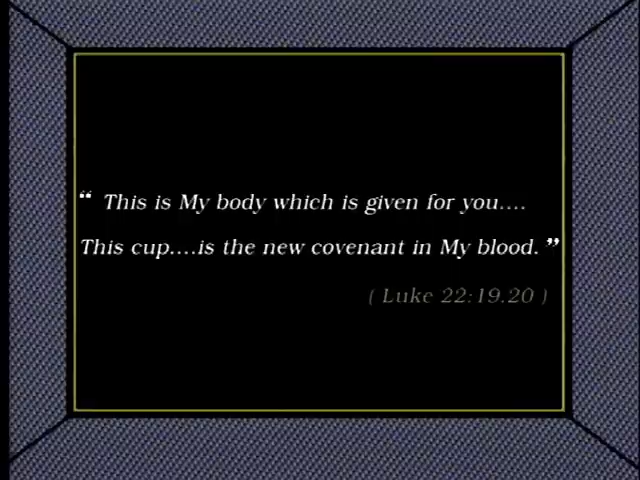 “ This is My body which is given for you....
This cup....is the new covenant in My blood. ”
( Luke 22:19.20 )